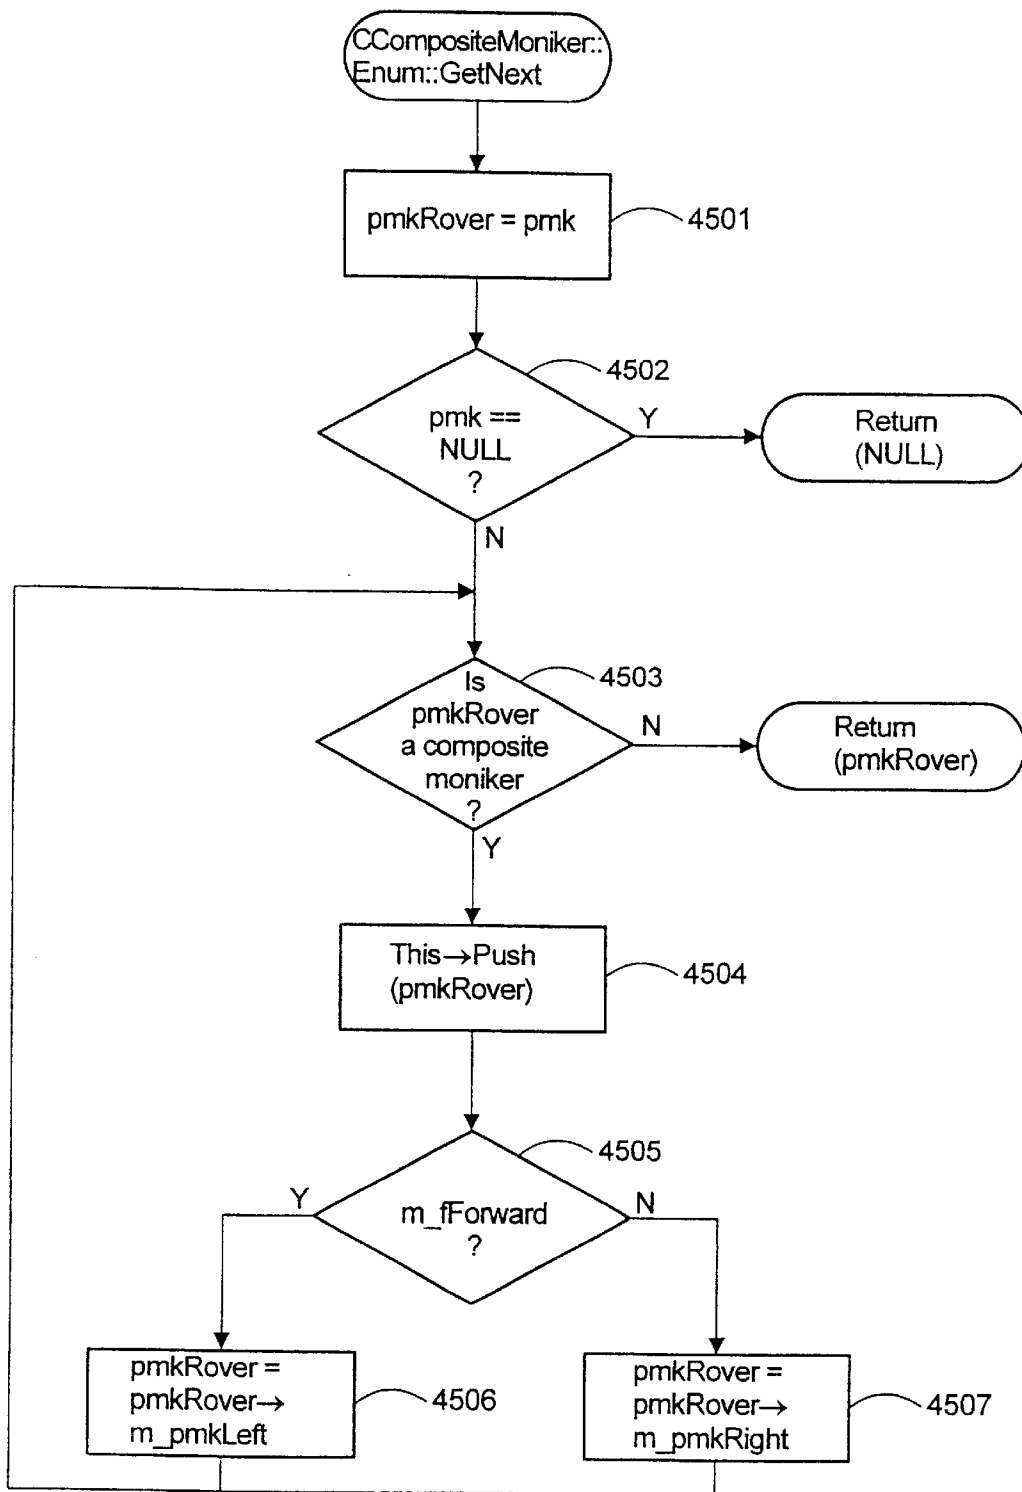 CCompositeMoniker::
Enum::GetNext
pmkRover = pmk
4501
4502
pmk ==
NULL
?
Y
Return
(NULL)
N
4503
Is
pmkRover
a composite
moniker
?
N
Return
(pmkRover)
Y
This→Push
(pmkRover)
4504
4505
Y
m_fForward
?
N
pmkRover =
pmkRover→
m_pmkLeft
4506
pmkRover =
pmkRover→
m_pmkRight
4507